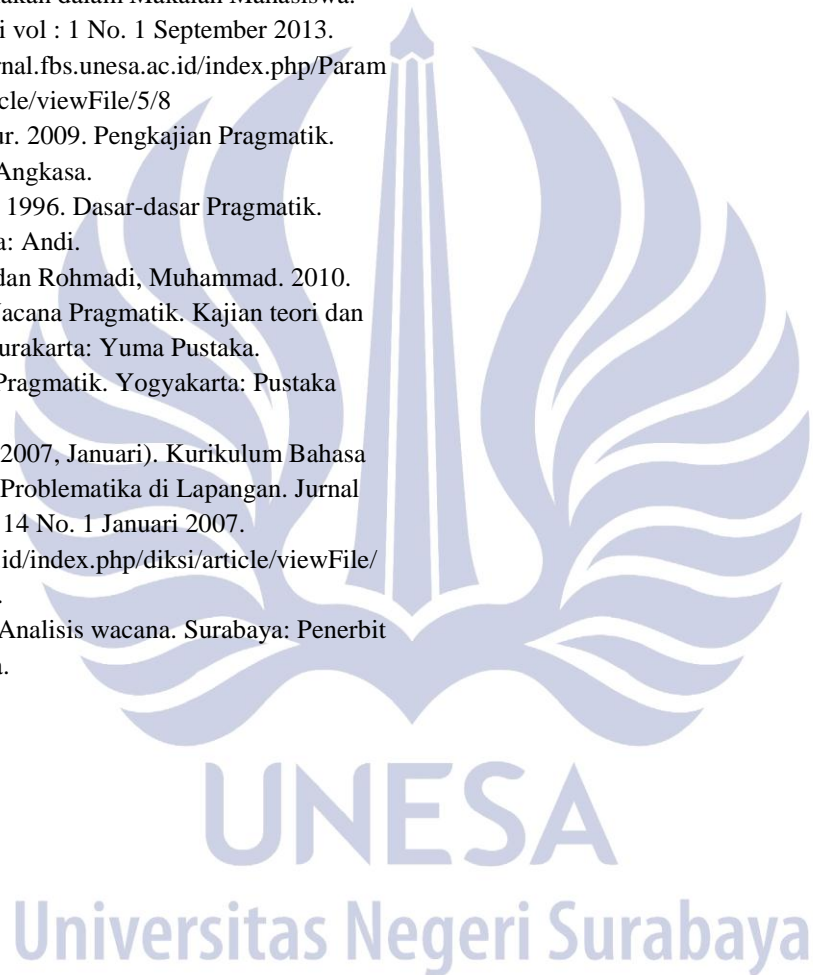 akan dalam Makalah Mahasiswa.
i vol : 1 No. 1 September 2013.
rnal.fbs.unesa.ac.id/index.php/Param
cle/viewFile/5/8
ur. 2009. Pengkajian Pragmatik.
Angkasa.
1996. Dasar-dasar Pragmatik.
a: Andi.
dan Rohmadi, Muhammad. 2010.
acana Pragmatik. Kajian teori dan
urakarta: Yuma Pustaka.
Pragmatik. Yogyakarta: Pustaka
2007, Januari). Kurikulum Bahasa
Problematika di Lapangan. Jurnal
14 No. 1 Januari 2007.
id/index.php/diksi/article/viewFile/
.
Analisis wacana. Surabaya: Penerbit
a.
UNESA
Universitas Negeri Surabaya